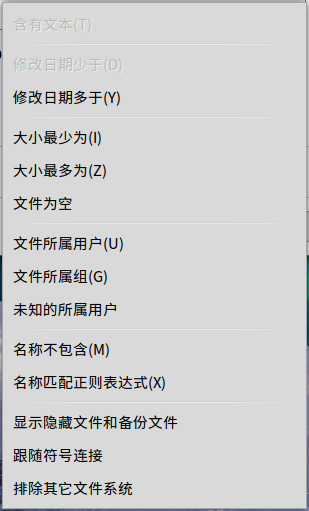 含有文本(T)
修改日期少于(D)
修改日期多于(Y)
大小最少为(I)
大小最多为(Z)
文件为空
文件所属用户(U)
文件所属组(G)
未知的所属用户
名称不包含(M)
名称匹配正则表达式(X)
显示隐藏文件和备份文件
跟随符号连接
排除其它文件系统